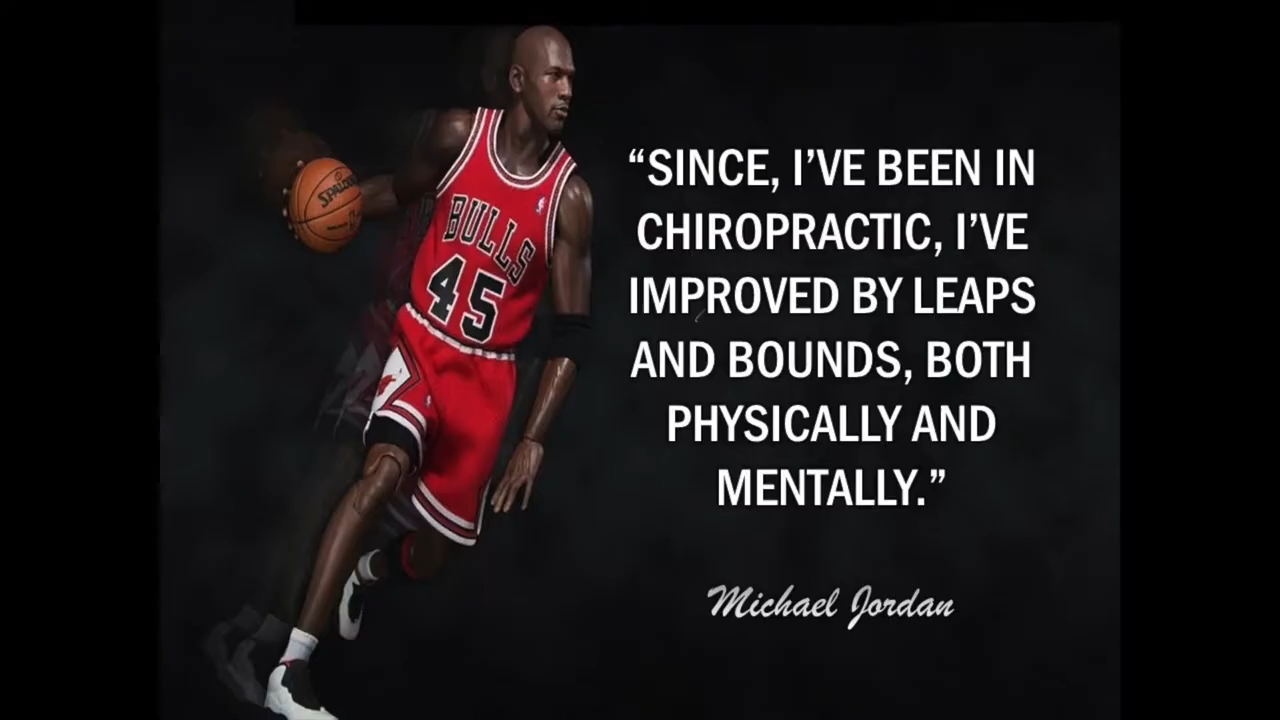 “SINCE, I’VE BEEN IN
CHIROPRACTIC, I’VE
IMPROVED BY LEAPS
AND BOUNDS, BOTH
PHYSICALLY AND
MENTALLY.”
Michael Jordan
SPALDING
BULLS
45